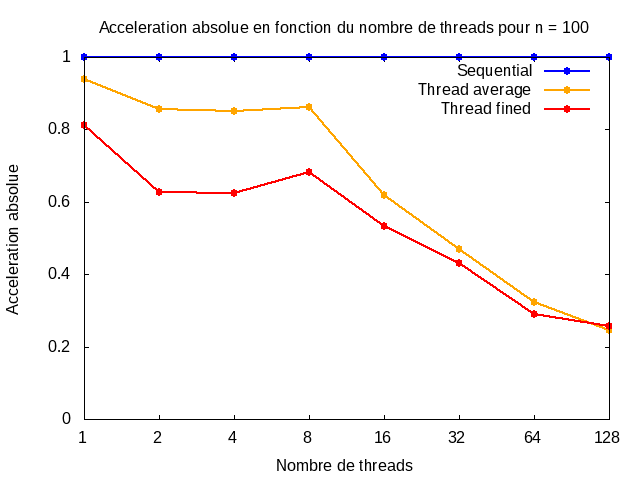 Acceleration absolue en fonction du nombre de threads pour n = 100
Sequential
Thread average
Thread fined
Acceleration absolue
1
0.8
0.6
0.4
0.2
0
1 2 4 8 16 32 64 128
Nombre de threads